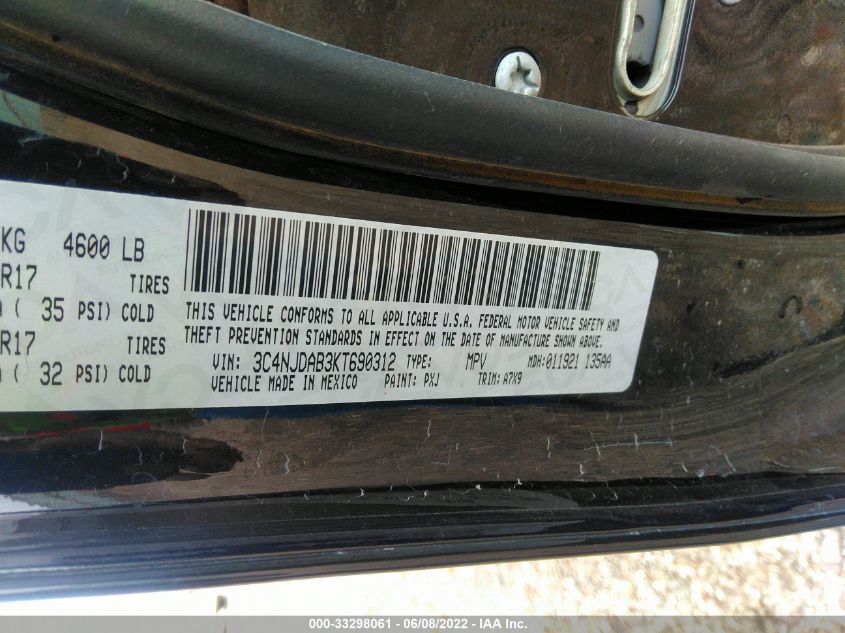 KG 4600 LB
R17 TIRES
( 35 PSI) COLD
R17 TIRES
( 32 PSI) COLD
THIS VEHICLE CONFORMS TO ALL APPLICABLE U.S.A. FEDERAL MOTOR VEHICLE SAFETY AND
THEFT PREVENTION STANDARDS IN EFFECT ON THE DATE OF MANUFACTURE SHOWN ABOVE.
VIN: 3C4NJDAB3KT690312 TYPE: MPV MDH:011921 135AA
VEHICLE MADE IN MEXICO PAINT: PXJ TRIM: A7X9
000-33298061 / 06/08/2022 - IAA Inc.